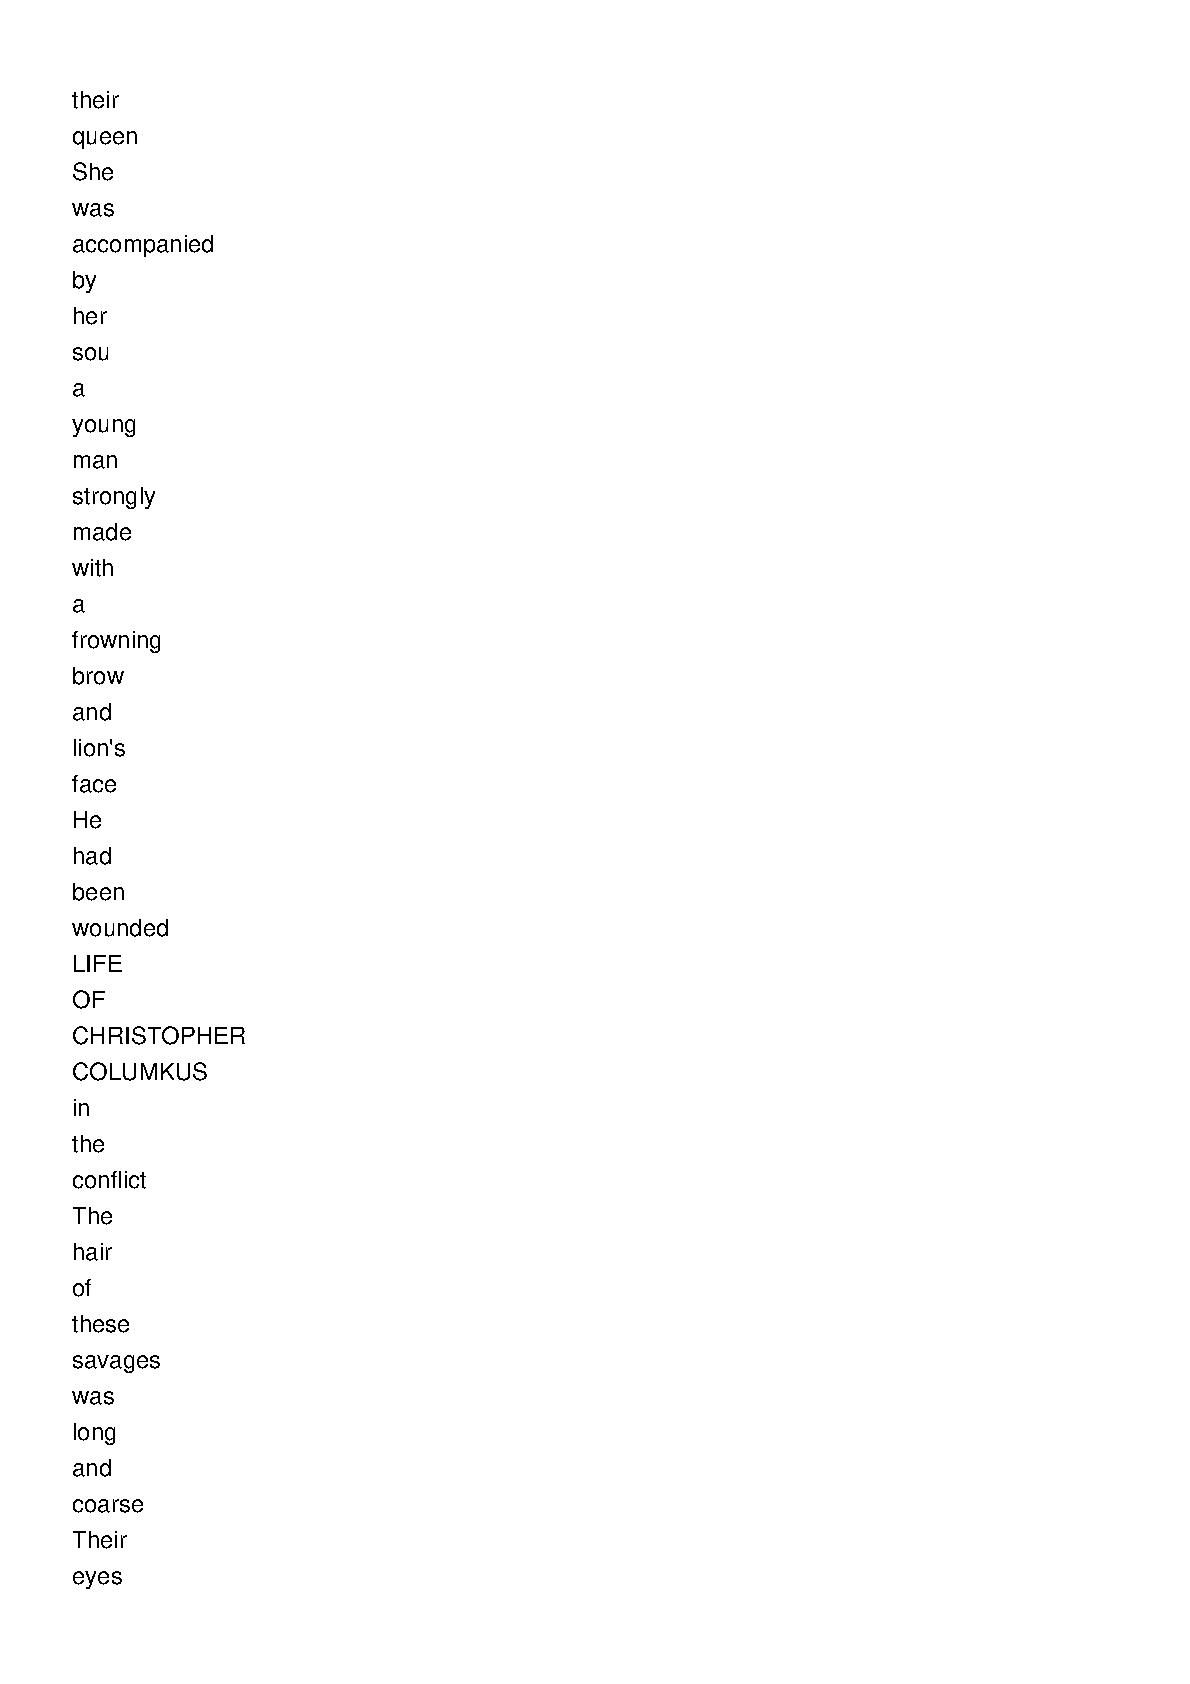 their
queen
She
was
accompanied
by
her
sou
a
young
man
strongly
made
with
a
frowning
brow
and
lion's
face
He
had
been
wounded
LIFE
OF
CHRISTOPHER
COLUMKUS
in
the
conflict
The
hair
of
these
savages
was
long
and
coarse
Their
eyes